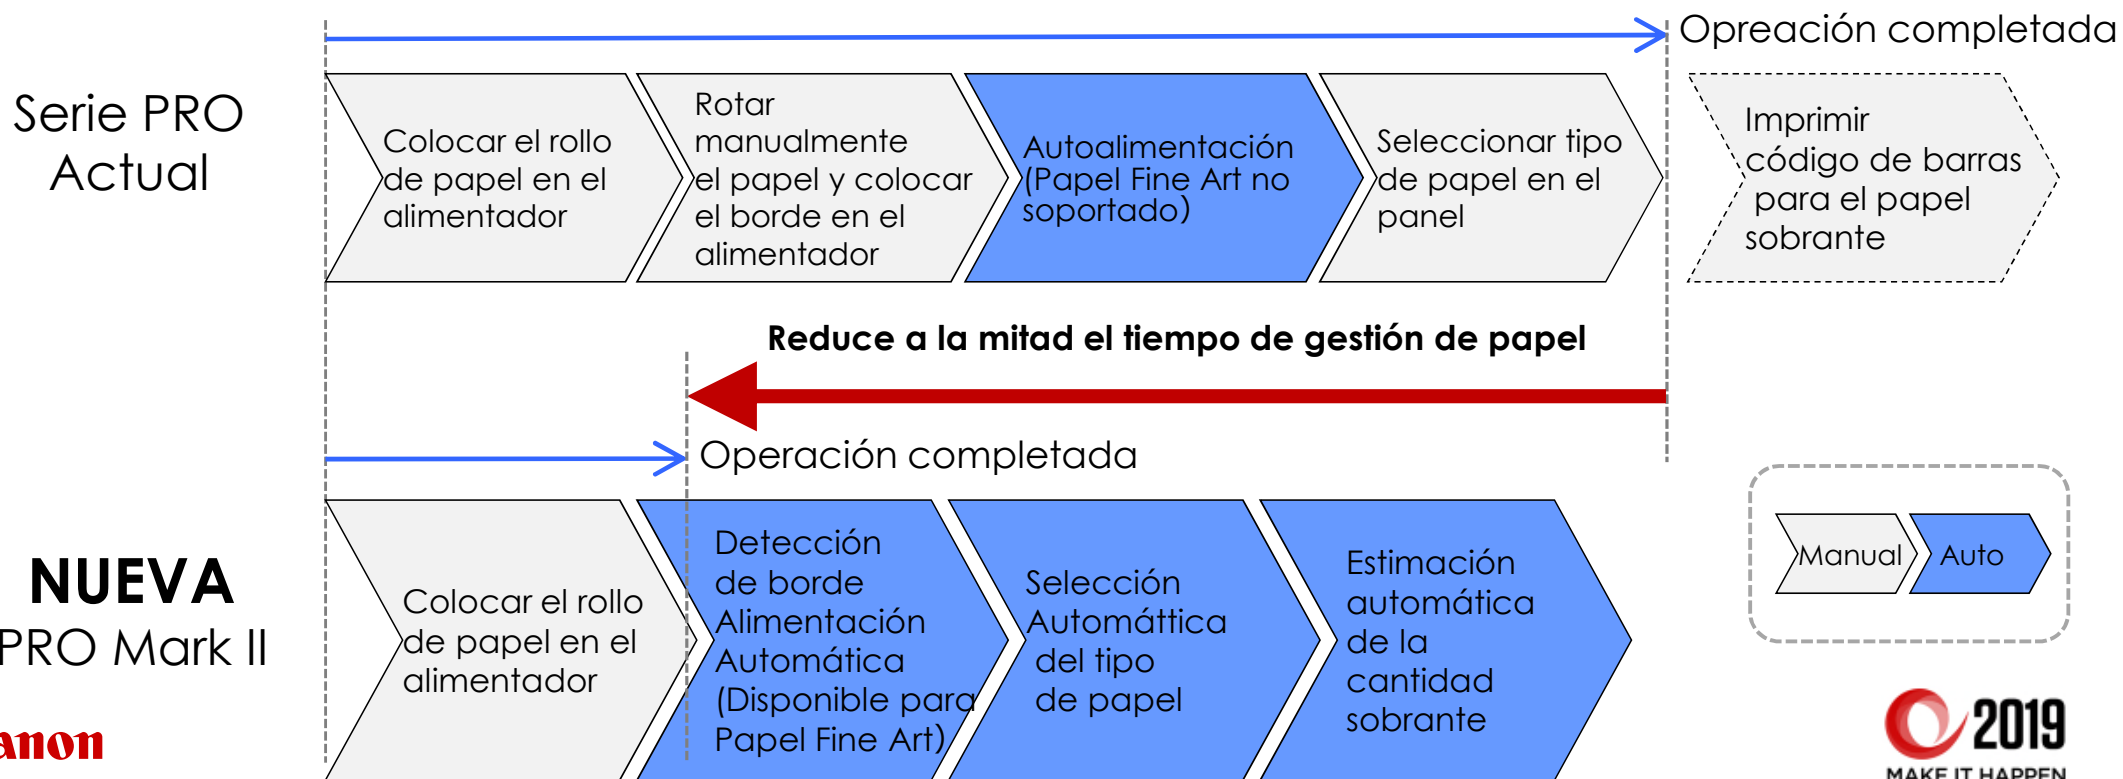 Opreación completada
Serie PRO
Actual
Colocar el rollo
de papel en el
alimentador
Rotar
manualmente
el papel y colocar
el borde en el
alimentador
Autoalimentación
(Papel Fine Art no
soportado)
Seleccionar tipo
de papel en el
panel
Imprimir
código de barras
para el papel
sobrante
Reduce a la mitad el tiempo de gestión de papel
Operación completada
NUEVA
PRO Mark II
Colocar el rollo
de papel en el
alimentador
Detección
de borde
Alimentación
Automática
(Disponible para
Papel Fine Art)
Selección
Automáttica
del tipo
de papel
Estimación
automática
de la
cantidad
sobrante
Manual
Auto
anon
2019
MAKE IT HAPPEN